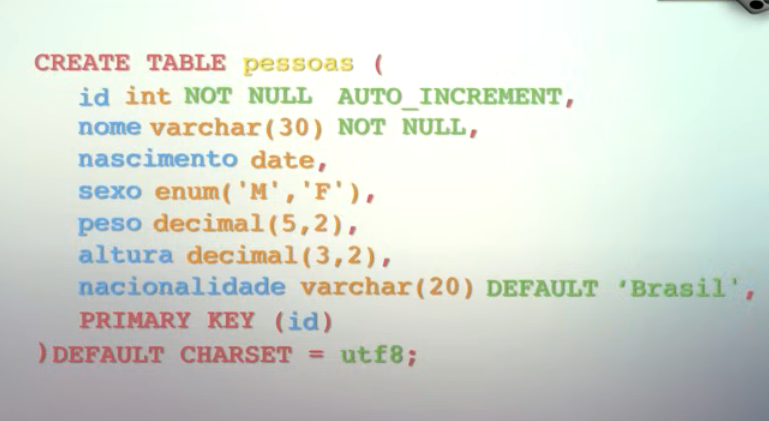 CREATE TABLE pessoas (
id int NOT NULL AUTO_INCREMENT,
nome varchar(30) NOT NULL,
nascimento date,
sexo enum('M','F'),
peso decimal(5,2),
altura decimal(3,2),
nacionalidade varchar(20) DEFAULT ‘Brasil',
PRIMARY KEY (id)
)DEFAULT CHARSET = utf8;